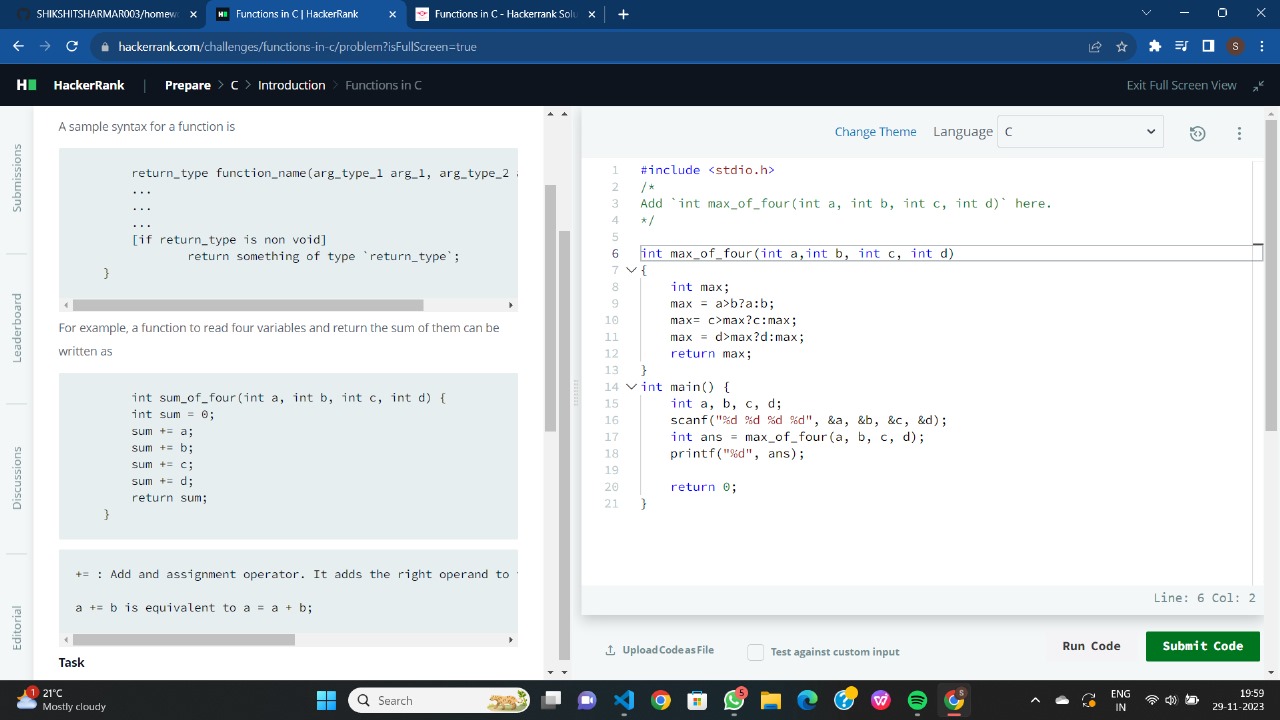 SHIKSHITSHARMAR003/homew
Functions in C | HackerRank
Functions in C - Hackerrank Solu
hackerrank.com/challenges/functions-in-c/problem?isFullScreen=true
S
HackerRank | Prepare > C > Introduction > Functions in C
Exit Full Screen View
Submissions
Leaderboard
Discussions
Editorial
A sample syntax for a function is
return_type function_name(arg_type_1 arg_1, arg_type_2
...
...
...
[if return_type is non void]
return something of type `return_type`;
}
For example, a function to read four variables and return the sum of them can be
written as
int sum_of_four(int a, int b, int c, int d) {
int sum = 0;
sum += a;
sum += b;
sum += c;
sum += d;
return sum;
}
+= : Add and assignment operator. It adds the right operand to
a += b is equivalent to a = a + b;
Task
Change Theme Language C
1 #include <stdio.h>
2 /*
3 Add `int max_of_four(int a, int b, int c, int d)` here.
4 */
5
6 int max_of_four(int a,int b, int c, int d)
7 {
8 int max;
9 max = a>b?a:b;
10 max= c>max?c:max;
11 max = d>max?d:max;
12 return max;
13 }
14 int main() {
15 int a, b, c, d;
16 scanf("%d %d %d %d", &a, &b, &c, &d);
17 int ans = max_of_four(a, b, c, d);
18 printf("%d", ans);
19
20 return 0;
21 }
Line: 6 Col: 2
Upload Code as File
Test against custom input
Run Code
Submit Code
1
21°C
Mostly cloudy
Search
5
S
ENG
IN
19:59
29-11-2023